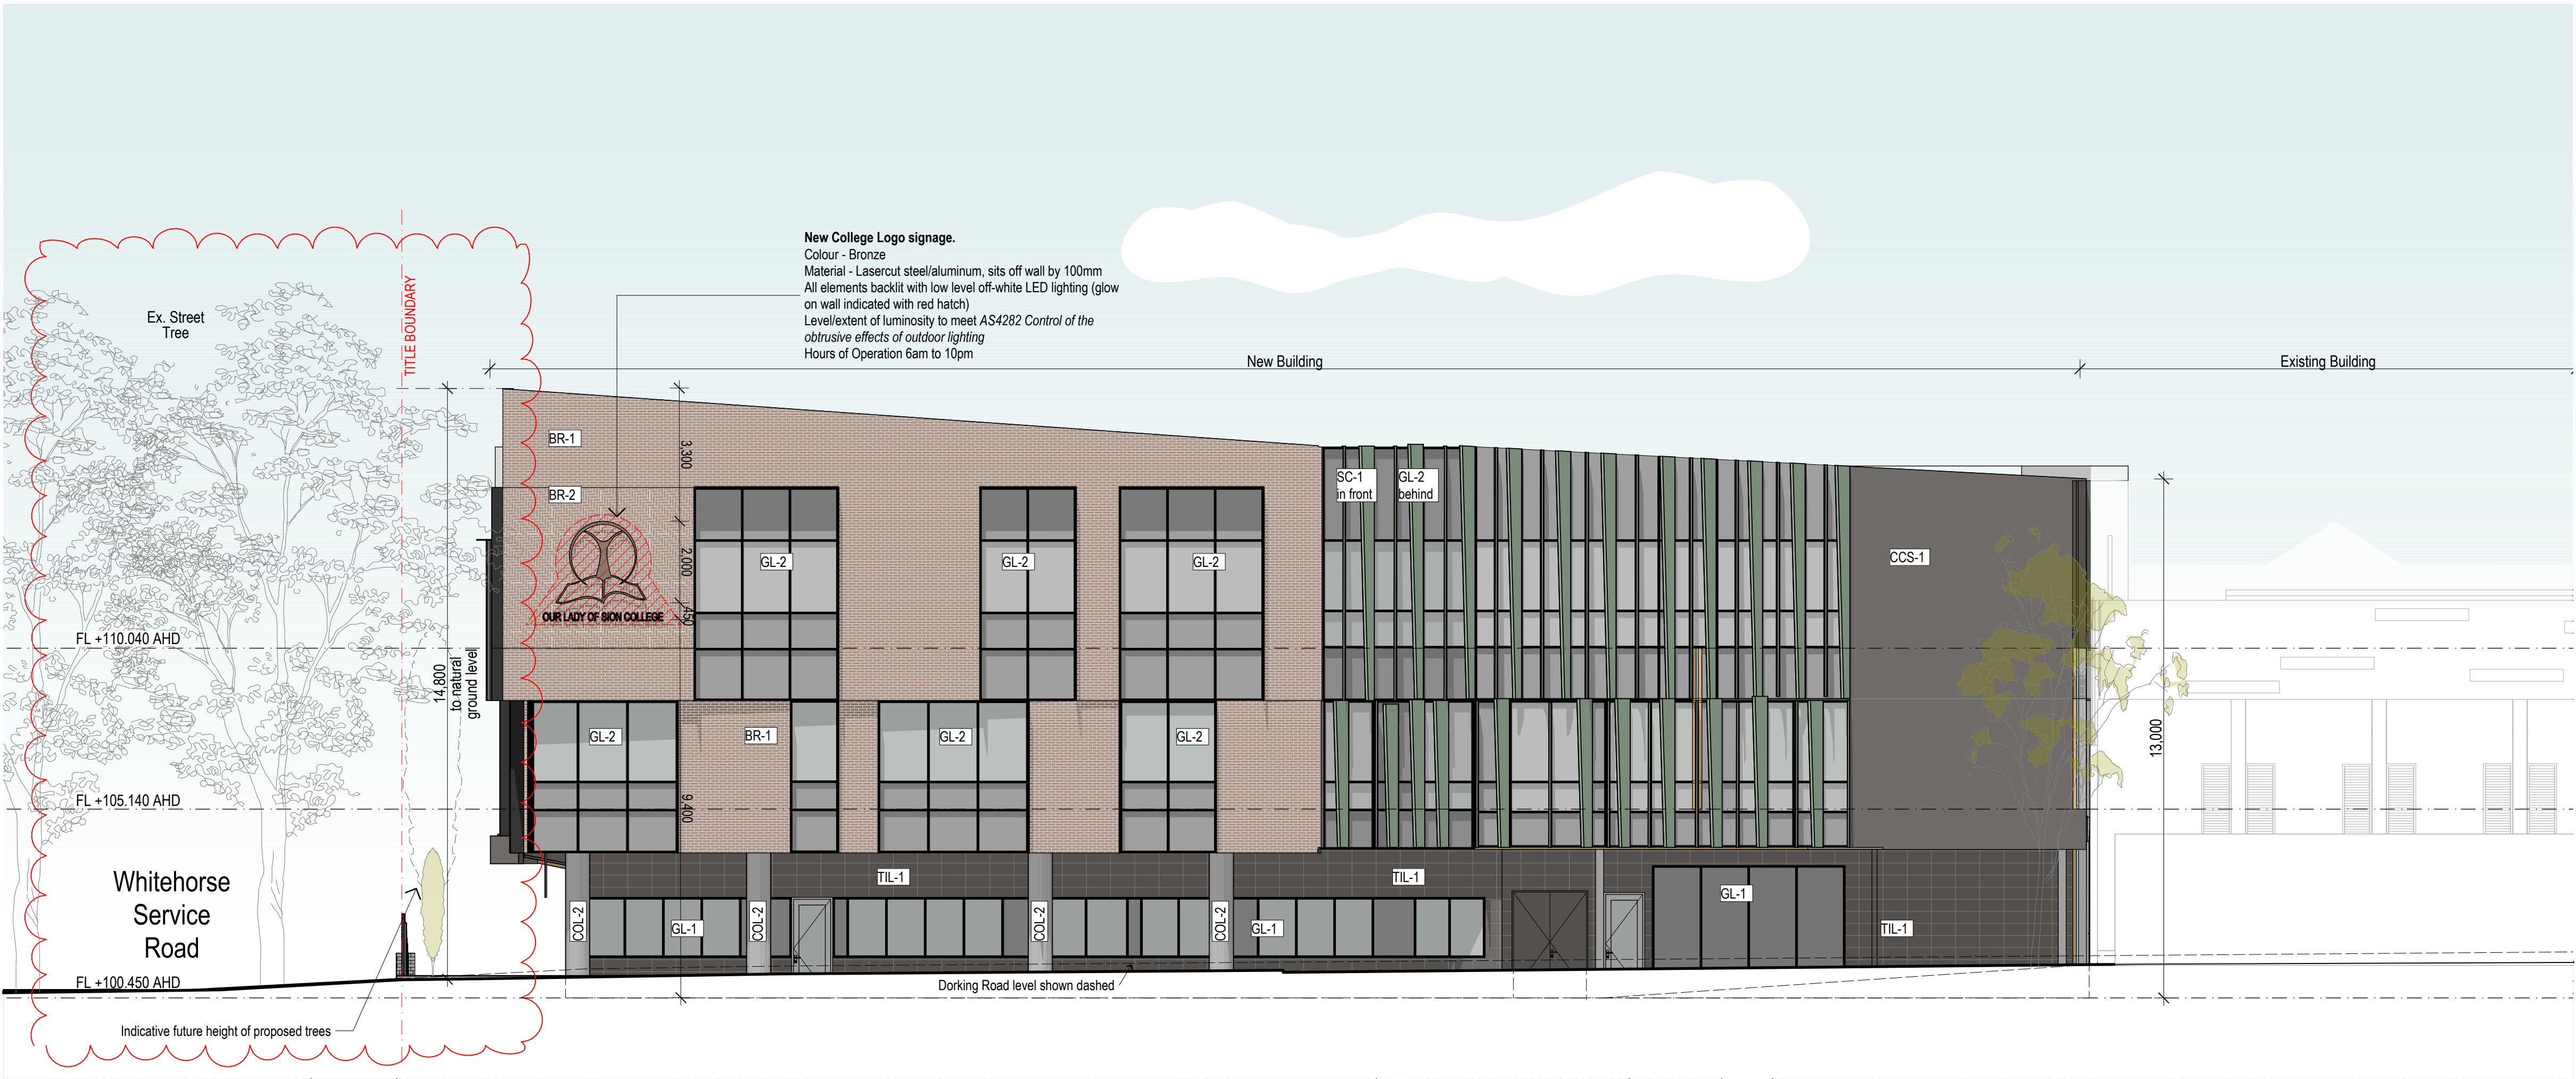 New College Logo signage.
Colour - Bronze
Material - Lasercut steel/aluminum, sits off wall by 100mm
All elements backlit with low level off-white LED lighting (glow
on wall indicated with red hatch)
Level/extent of luminosity to meet AS4282 Control of the
obtrusive effects of outdoor lighting
Hours of Operation 6am to 10pm
TITLE BOUNDARY
Ex. Street
Tree
New Building
Existing Building
BR-1
3,300
BR-2
SC-1
in front
GL-2
behind
GL-2
GL-2
GL-2
2,000
CCS-1
OUR LADY OF SION COLLEGE
450
FL +110.040 AHD
14,800
to natural
ground level
GL-2
BR-1
GL-2
GL-2
13,000
FL +105.140 AHD
9,400
Whitehorse
Service
Road
TIL-1
TIL-1
GL-1
COL-2
GL-1
COL-2
COL-2
COL-2
GL-1
TIL-1
FL +100.450 AHD
Dorking Road level shown dashed
Indicative future height of proposed trees